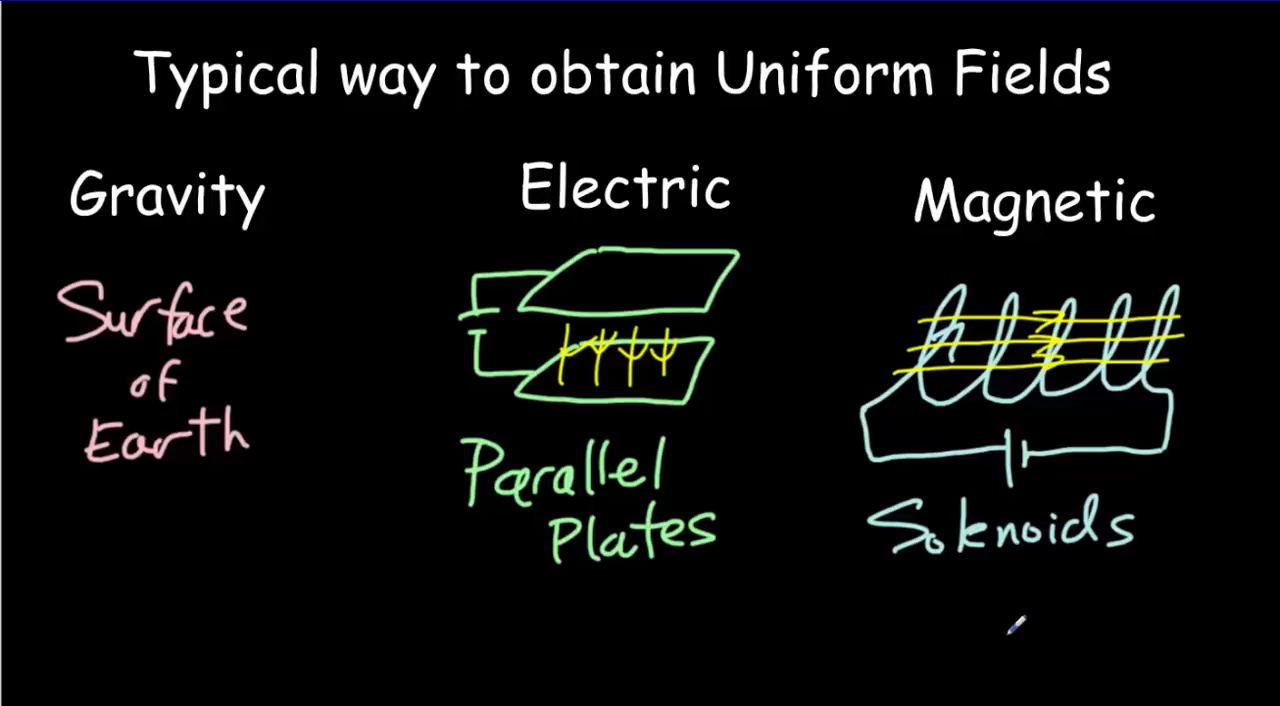 Typical way to obtain Uniform Fields
Gravity
Electric
Magnetic
Surface
of
Earth
Parallel
Plates
Solenoids